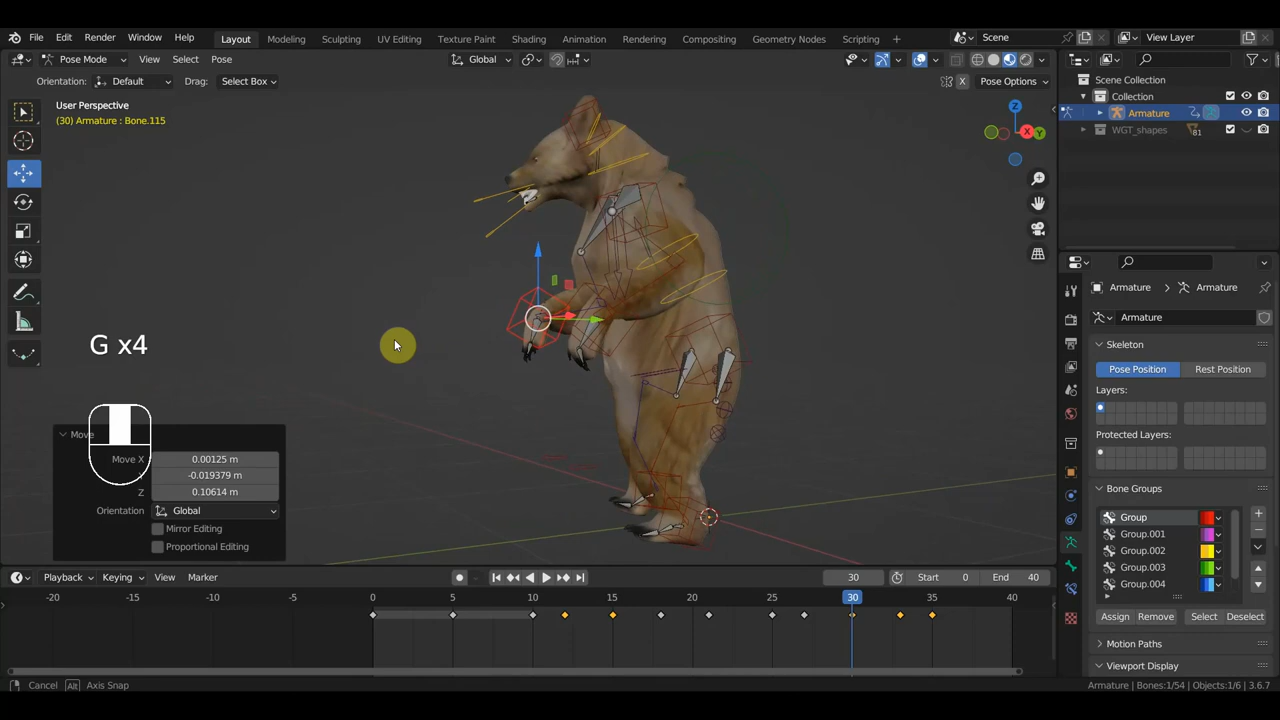 File Edit Render Window Help Layout Modeling Sculpting UV Editing Texture Paint Shading Animation Rendering Compositing Geometry Nodes Scripting + Scene View Layer
Pose Mode View Select Pose Global
Orientation: Default Drag: Select Box X Pose Options
User Perspective
(30) Armature : Bone.115
Scene Collection
Collection
Armature
WGT_shapes 81
X Y Z
Armature Armature
Armature
Skeleton
Pose Position Rest Position
Layers:
Protected Layers:
Bone Groups
Group
Group.001
Group.002
Group.003
Group.004
Assign Remove Select Deselect
Motion Paths
Viewport Display
G x4
Move
Move X 0.00125 m
-0.019379 m
Z 0.10614 m
Orientation Global
Mirror Editing
Proportional Editing
Playback Keying View Marker 30 Start 0 End 40
-20 -15 -10 -5 0 5 10 15 20 25 30 35 40
Cancel Alt Axis Snap Armature | Bones:1/54 | Objects:1/6 | 3.6.7